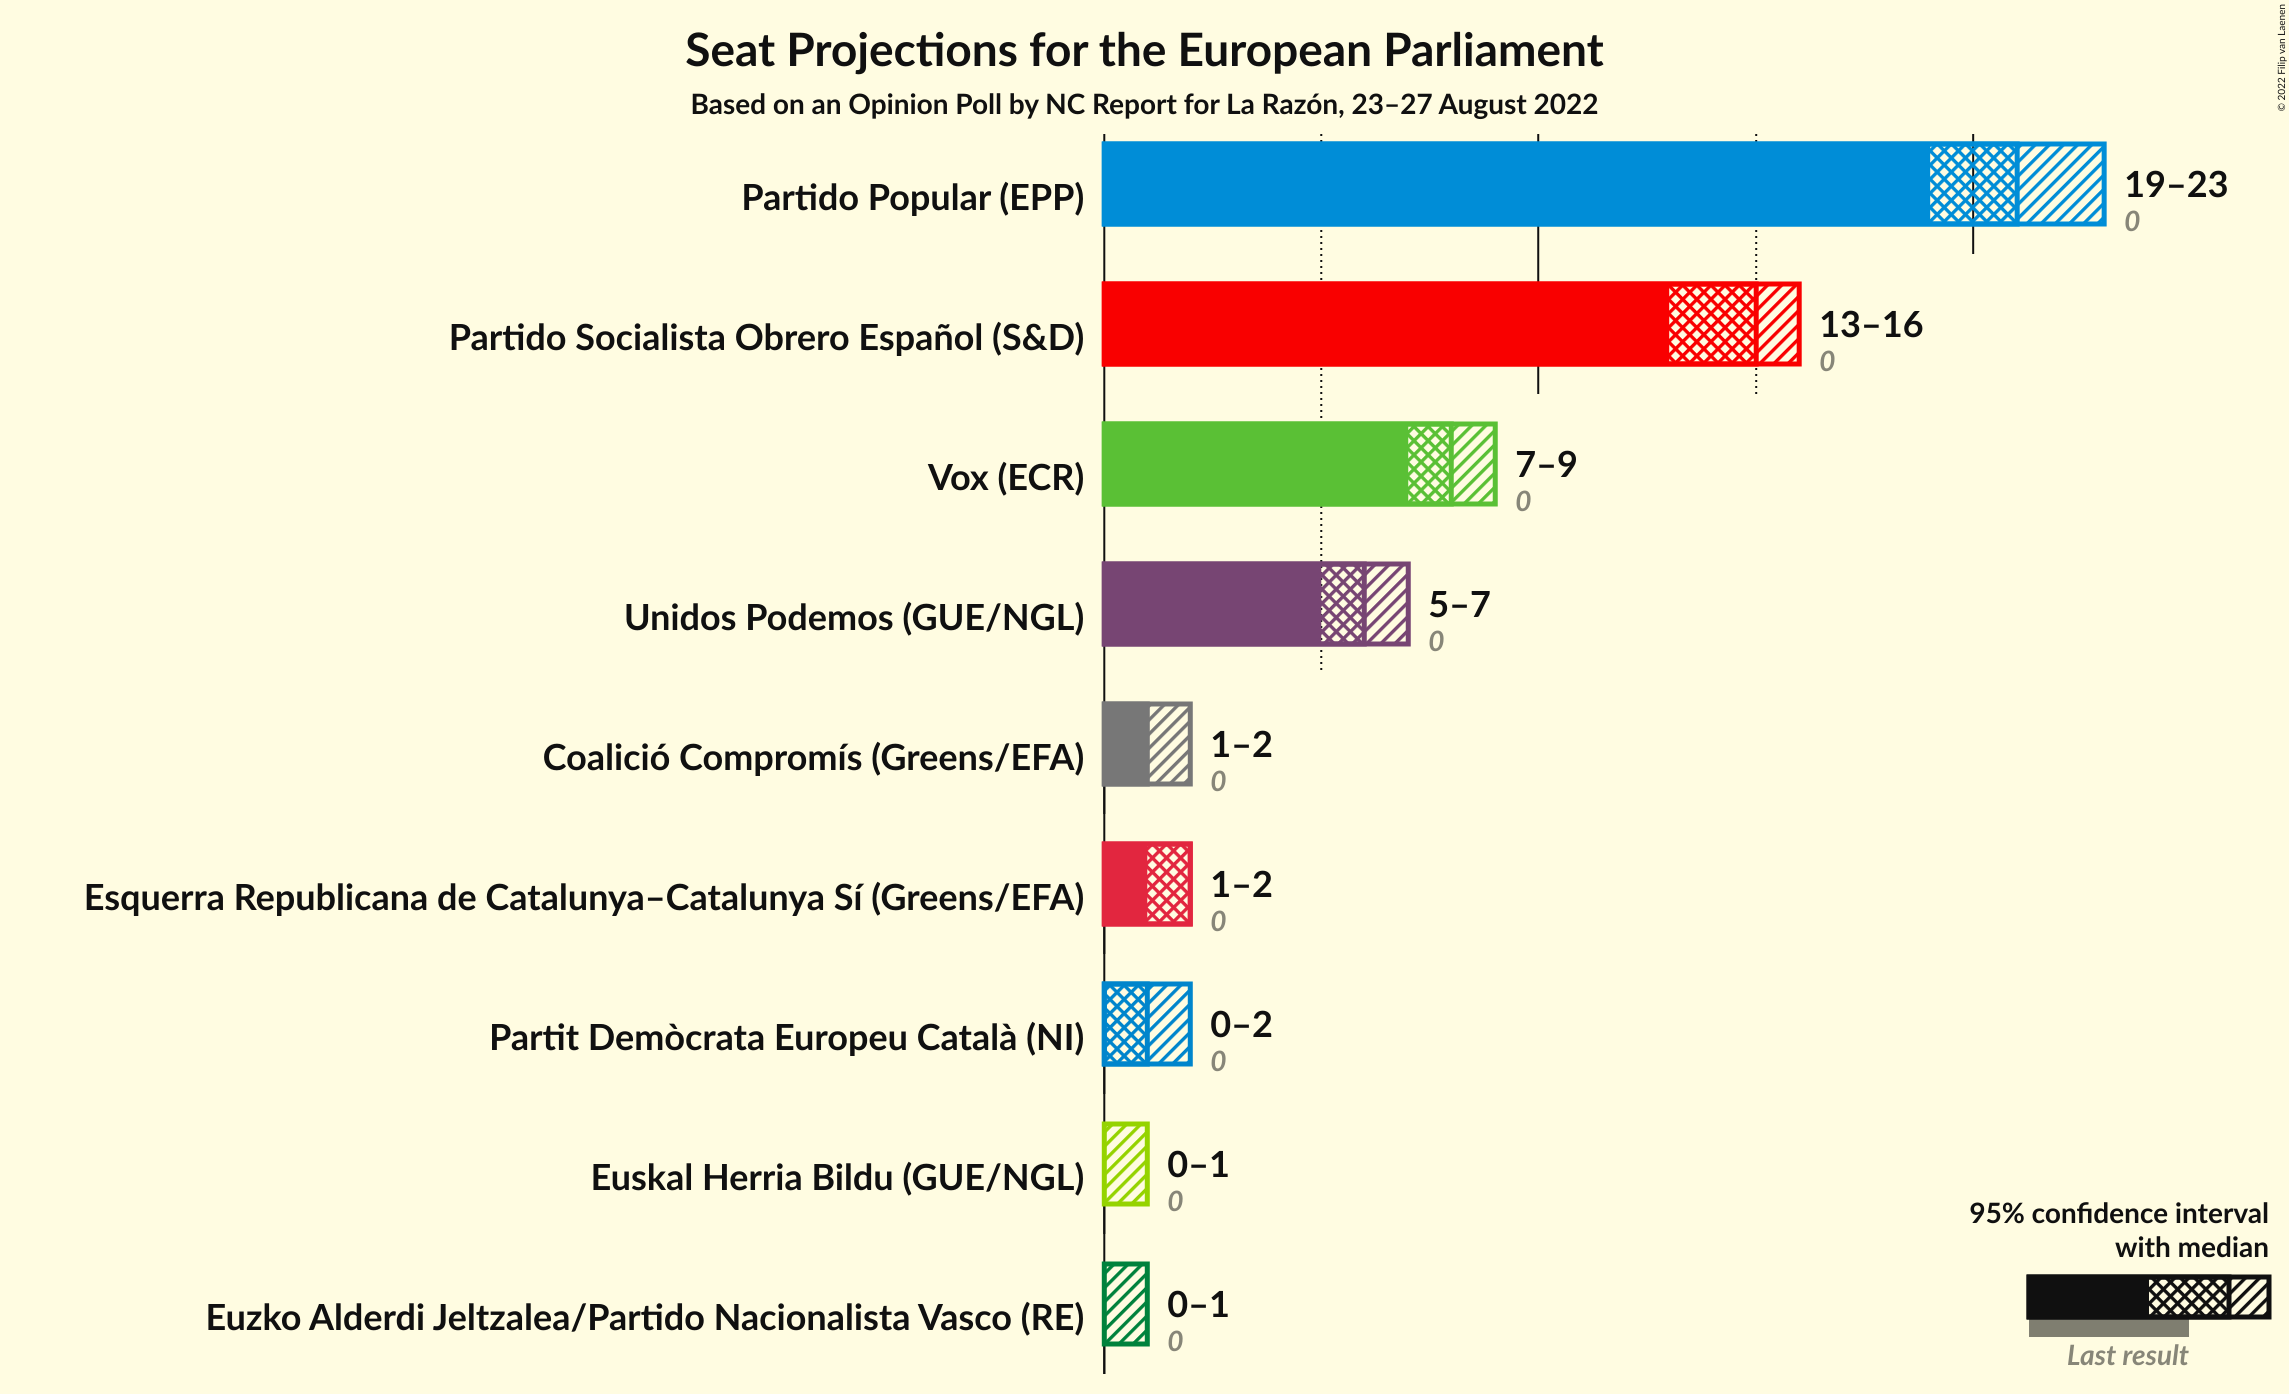 Seat Projections for the European Parliament
Based on an Opinion Poll by NC Report for La Razón, 23–27 August 2022
© 2022 Filip van Laenen
Partido Popular (EPP)
19–23
0
Partido Socialista Obrero Español (S&D)
13–16
0
Vox (ECR)
7–9
0
Unidos Podemos (GUE/NGL)
5–7
0
Coalició Compromís (Greens/EFA)
1–2
0
Esquerra Republicana de Catalunya–Catalunya Sí (Greens/EFA)
1–2
0
Partit Demòcrata Europeu Català (NI)
0–2
0
Euskal Herria Bildu (GUE/NGL)
0–1
0
Euzko Alderdi Jeltzalea/Partido Nacionalista Vasco (RE)
0–1
0
95% confidence interval
with median
Last result